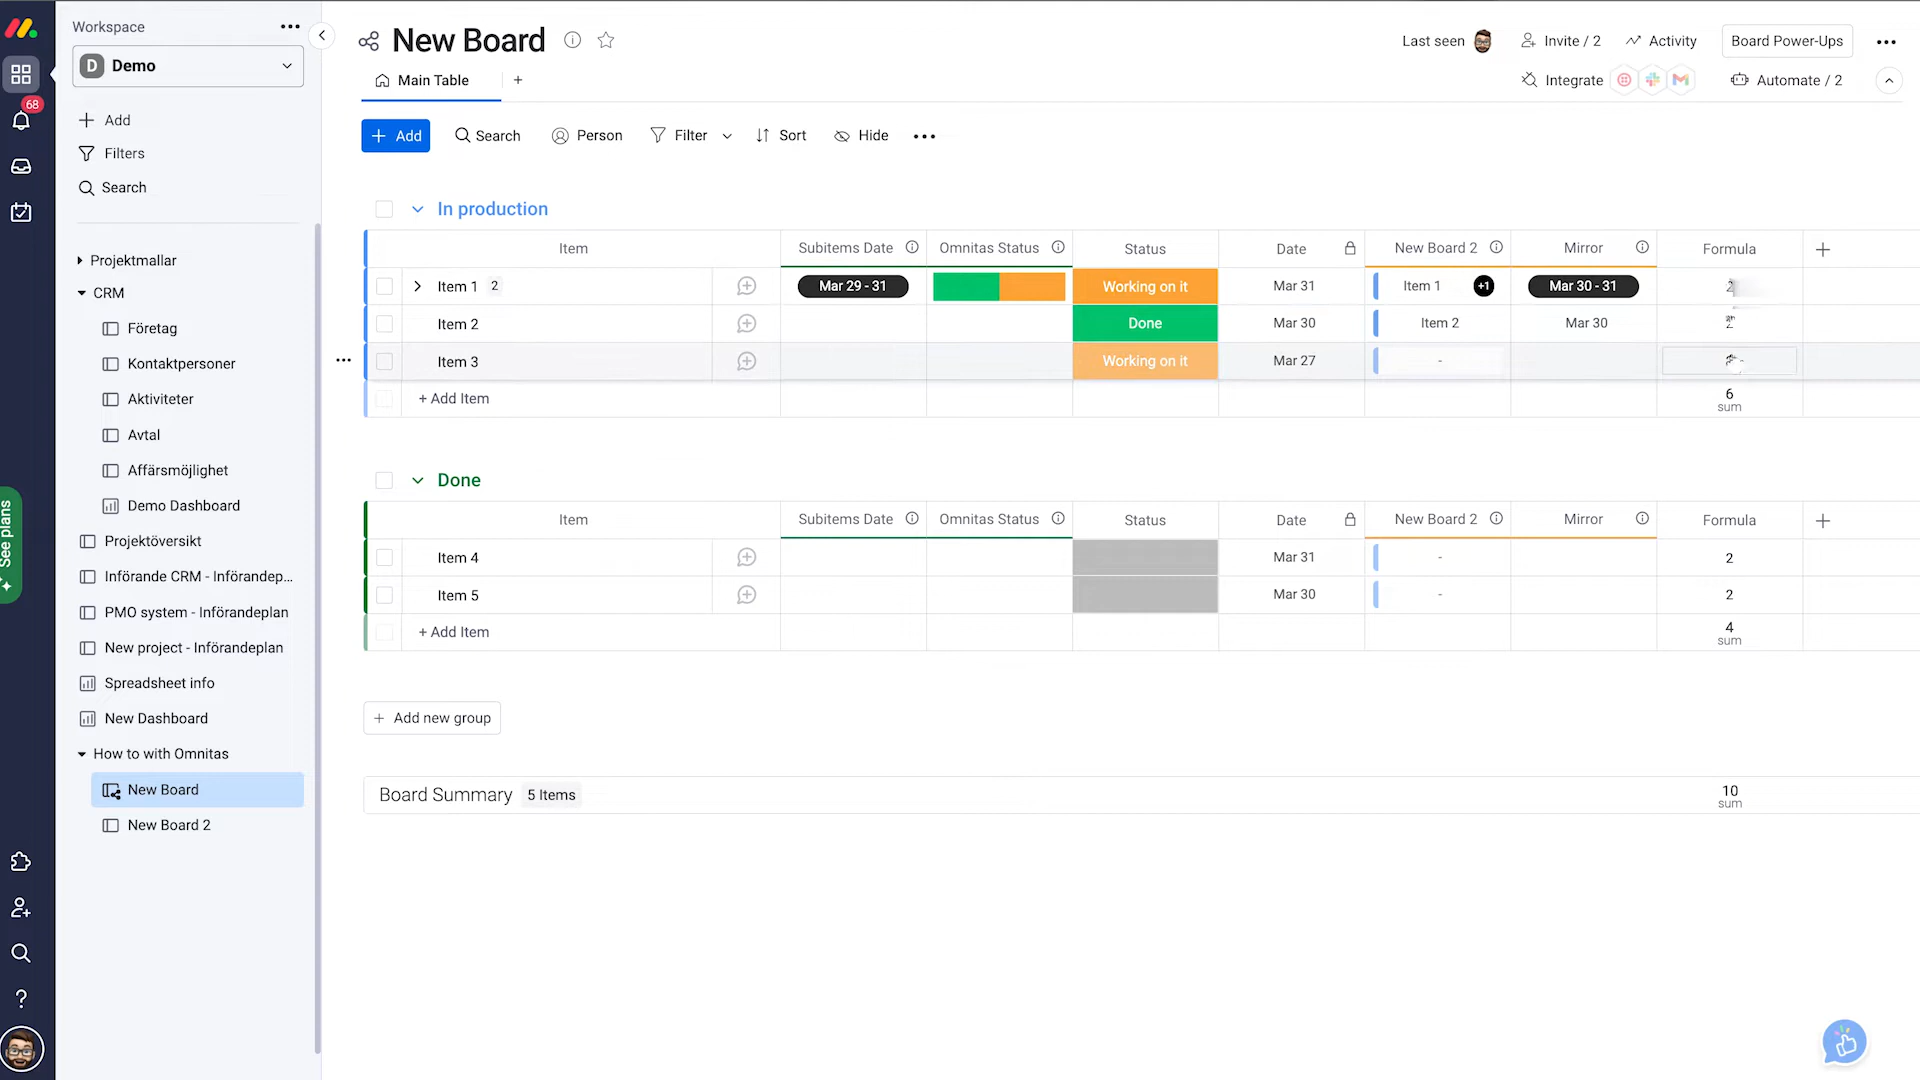 Workspace
D Demo
68
Add
Filters
Search
Projektmallar
CRM
Företag
Kontaktpersoner
Aktiviteter
Avtal
Affärsmöjlighet
Demo Dashboard
Projektöversikt
Införande CRM - Införandep...
PMO system - Införandeplan
New project - Införandeplan
Spreadsheet info
New Dashboard
How to with Omnitas
New Board
New Board 2
See plans
New Board
Last seen
Invite / 2
Activity
Board Power-Ups
Main Table
Integrate
Automate / 2
Add
Search
Person
Filter
Sort
Hide
In production
Item Subitems Date Omnitas Status Status Date New Board 2 Mirror Formula
Item 1 2 Mar 29 - 31 Working on it Mar 31 Item 1 +1 Mar 30 - 31
Item 2 Done Mar 30 Item 2 Mar 30
Item 3 Working on it Mar 27 -
+ Add Item 6
sum
Done
Item Subitems Date Omnitas Status Status Date New Board 2 Mirror Formula
Item 4 Mar 31 - 2
Item 5 Mar 30 - 2
+ Add Item 4
sum
+ Add new group
Board Summary 5 Items 10
sum